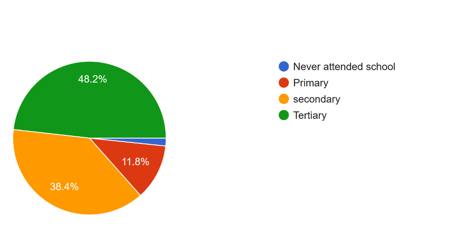 48.2%
11.8%
38.4%
Never attended school
Primary
secondary
Tertiary